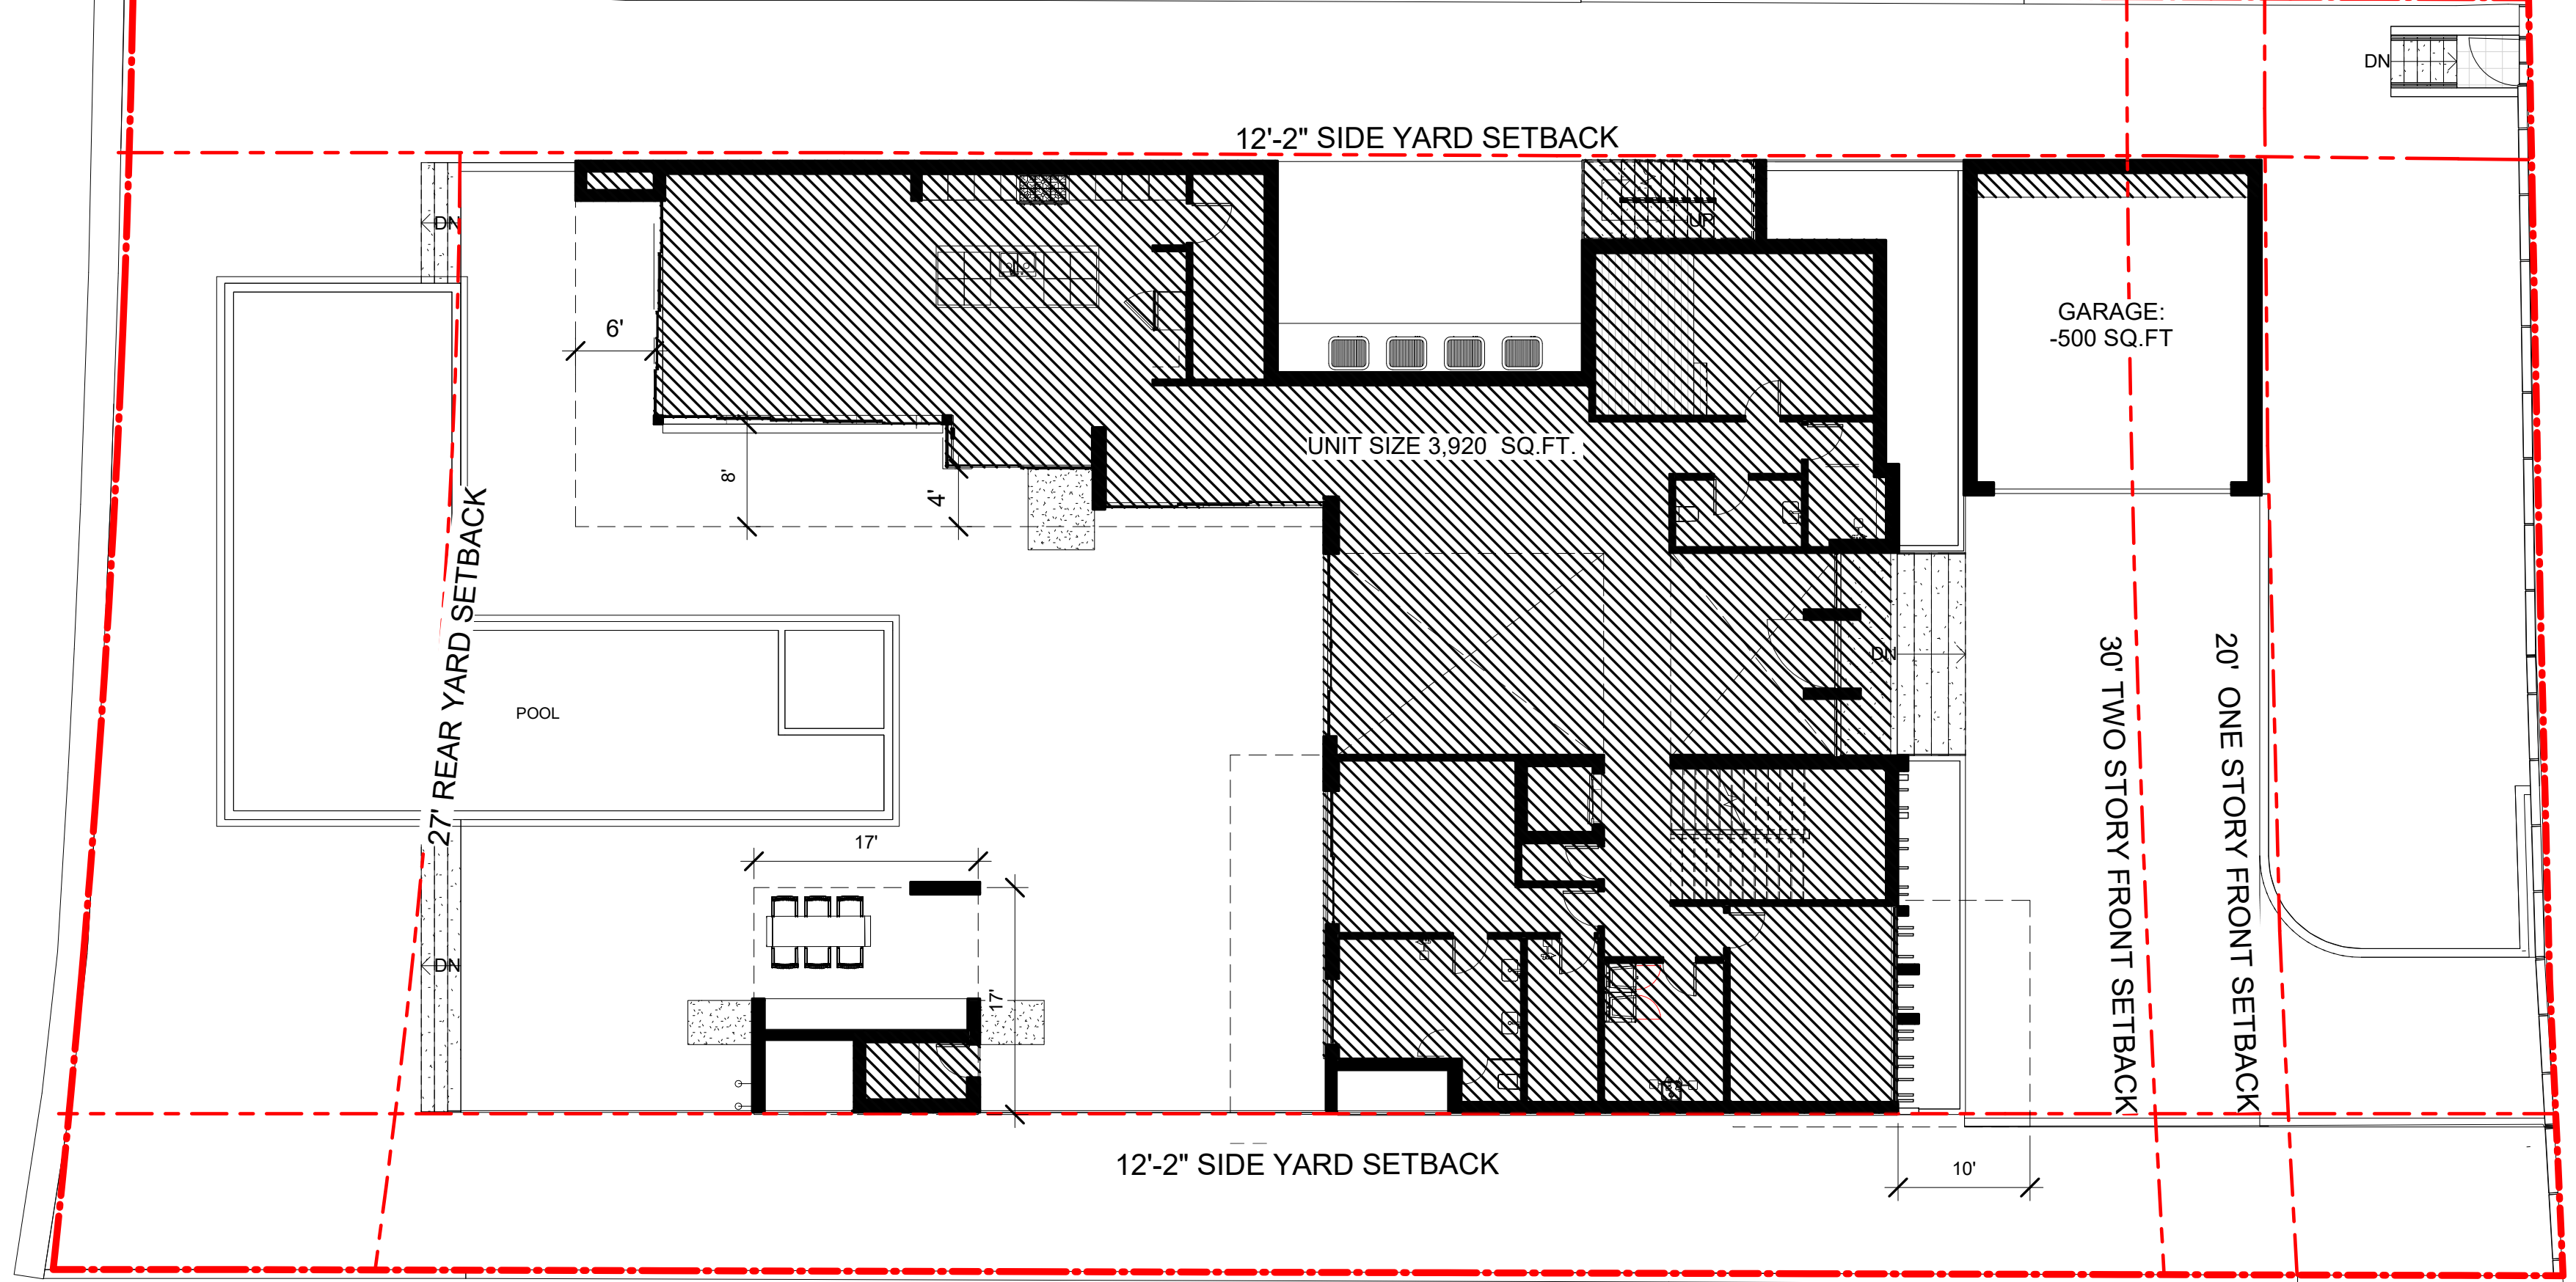 DN
12'-2" SIDE YARD SETBACK
DN
UP
6'
GARAGE:
-500 SQ.FT
UNIT SIZE 3,920 SQ.FT.
8'
4'
27' REAR YARD SETBACK
DN
30' TWO STORY FRONT SETBACK
20' ONE STORY FRONT SETBACK
POOL
17'
DN
17'
12'-2" SIDE YARD SETBACK
10'